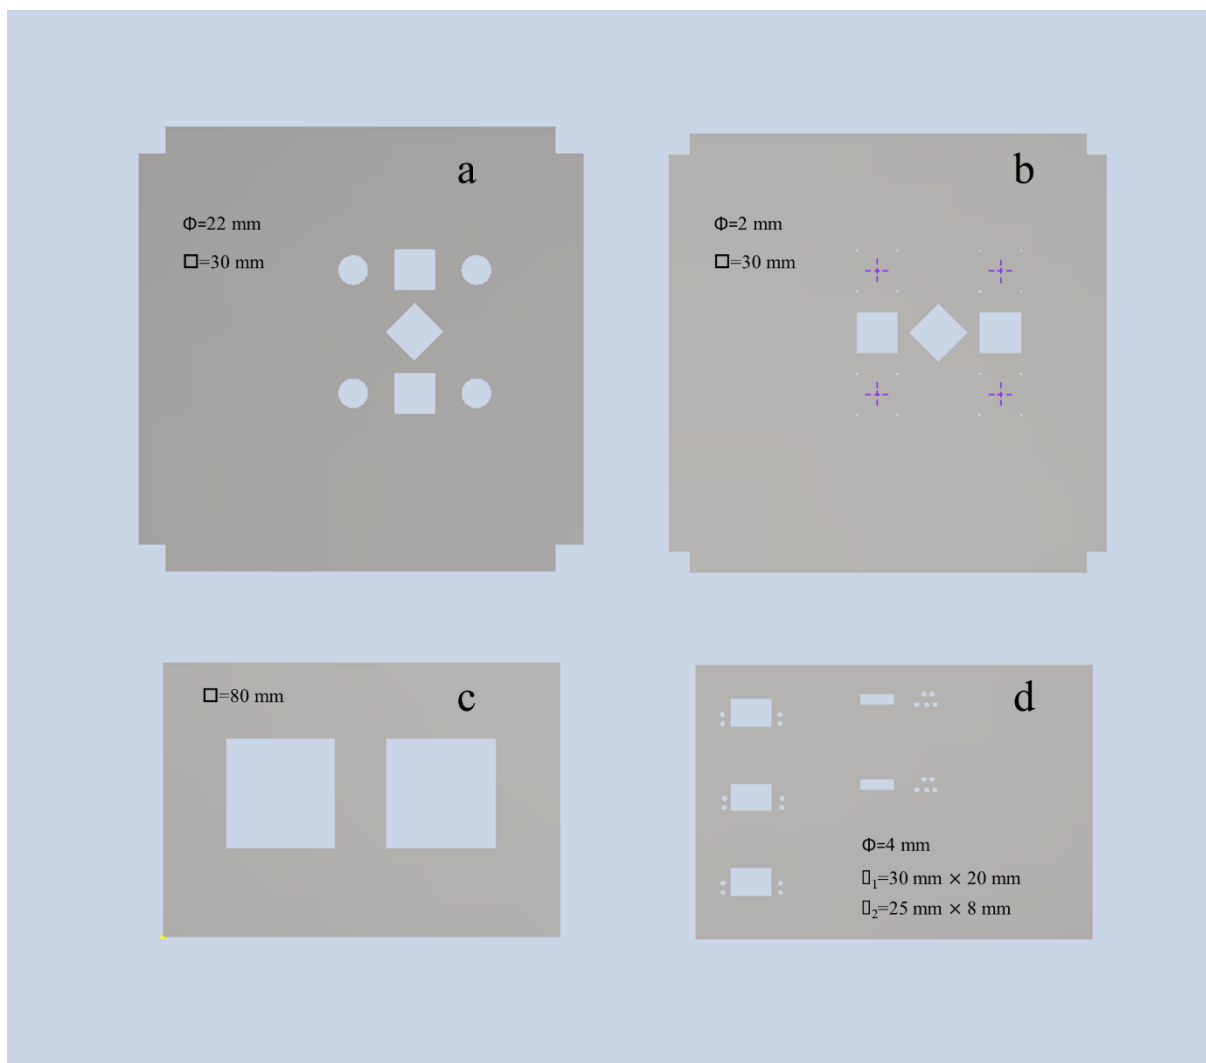 a
Φ=22 mm
□=30 mm
b
Φ=2 mm
□=30 mm
c
□=80 mm
d
Φ=4 mm
▯₁=30 mm × 20 mm
▯₂=25 mm × 8 mm